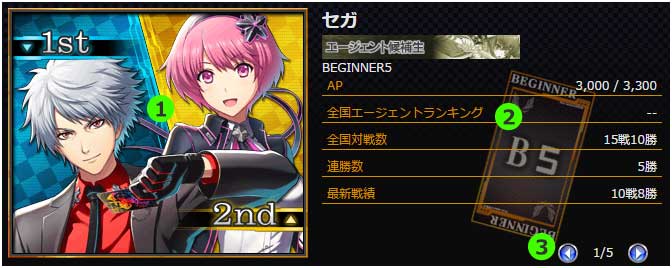 1st
1
2nd
セガ
エージェント候補生
BEGINNER5
AP 3,000 / 3,300
全国エージェントランキング --
2
全国対戦数 15戦10勝
連勝数 5勝
最新戦績 10戦8勝
BEGINNER
B5
BEGINNER
3
1/5